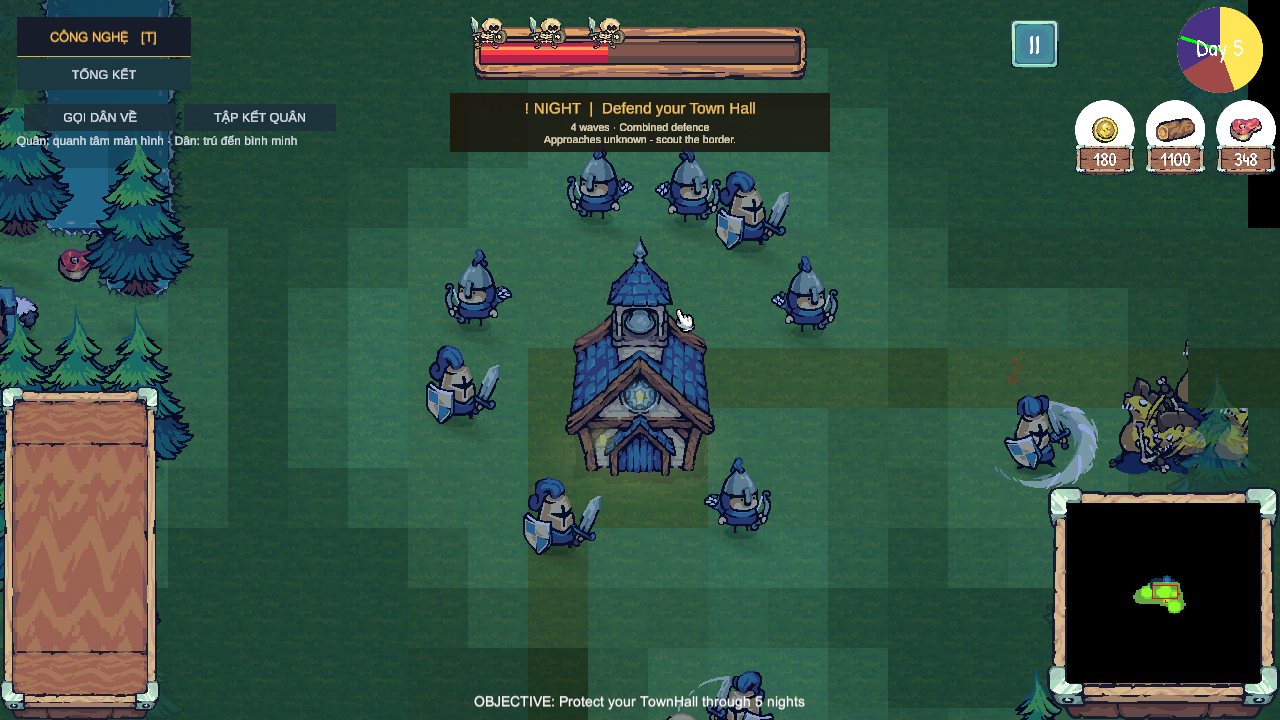 CÔNG NGHỆ [T]
TỔNG KẾT
GỌI DÂN VỀ
TẬP KẾT QUÂN
Quân: quanh tâm màn hình · Dân: trú đến bình minh
! NIGHT | Defend your Town Hall
4 waves · Combined defence
Approaches unknown - scout the border.
Day 5
180
1100
348
2
OBJECTIVE: Protect your TownHall through 5 nights